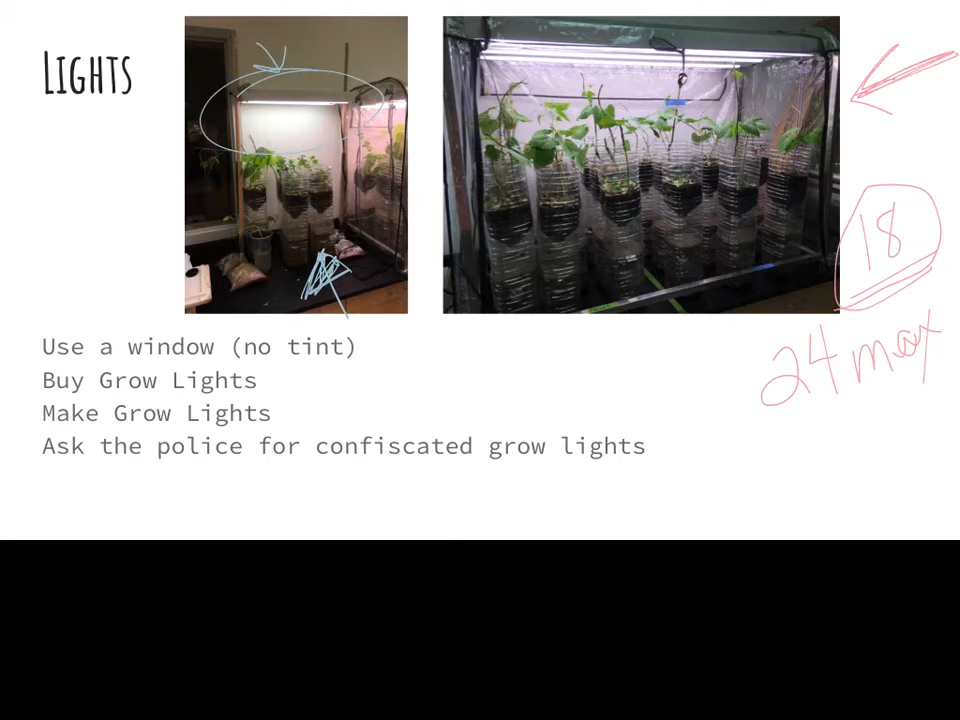 LIGHTS
18
24 max
Use a window (no tint)
Buy Grow Lights
Make Grow Lights
Ask the police for confiscated grow lights